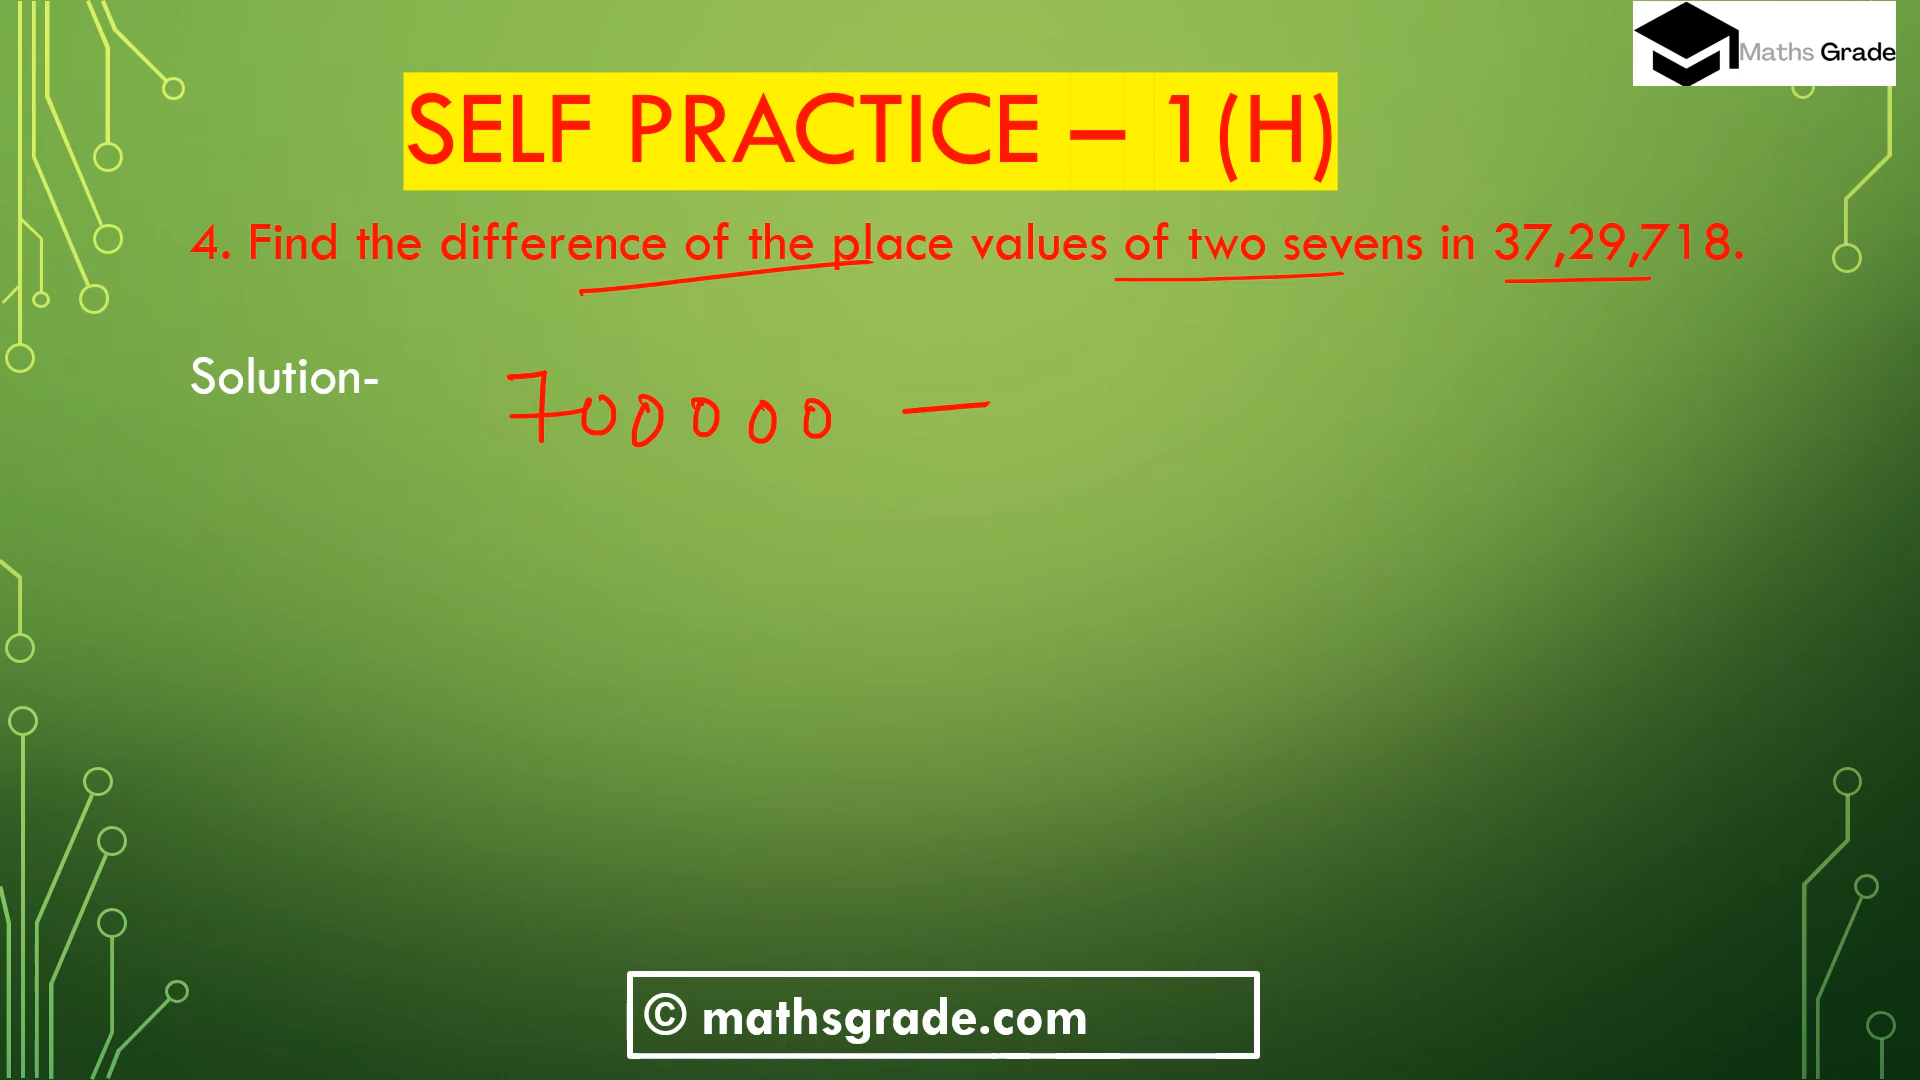 Maths Grade
SELF PRACTICE – 1(H)
4. Find the difference of the place values of two sevens in 37,29,718.
Solution-
700000 —
© mathsgrade.com